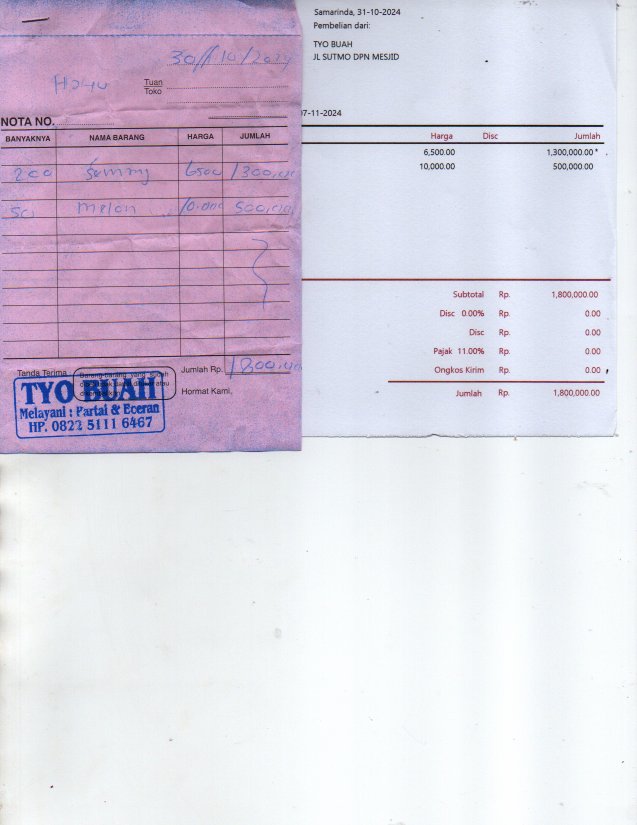 30/10/2024
Tuan
Toko
NOTA NO.
BANYAKNYA NAMA BARANG HARGA JUMLAH
200 6500 1300,000
50 melon 10.000 500,000
Tanda Terima
Jumlah Rp. 1800,000
Barang-barang yang sudah
Hormat Kami,
TYO BUAH
Melayani : Partai & Eceran
HP. 0822 5111 6467
Samarinda, 31-10-2024
Pembelian dari:
TYO BUAH
JL SUTMO DPN MESJID
07-11-2024
Harga Disc Jumlah
6,500.00 1,300,000.00 *
10,000.00 500,000.00
Subtotal Rp. 1,800,000.00
Disc 0.00% Rp. 0.00
Disc Rp. 0.00
Pajak 11.00% Rp. 0.00
Ongkos Kirim Rp. 0.00
Jumlah Rp. 1,800,000.00